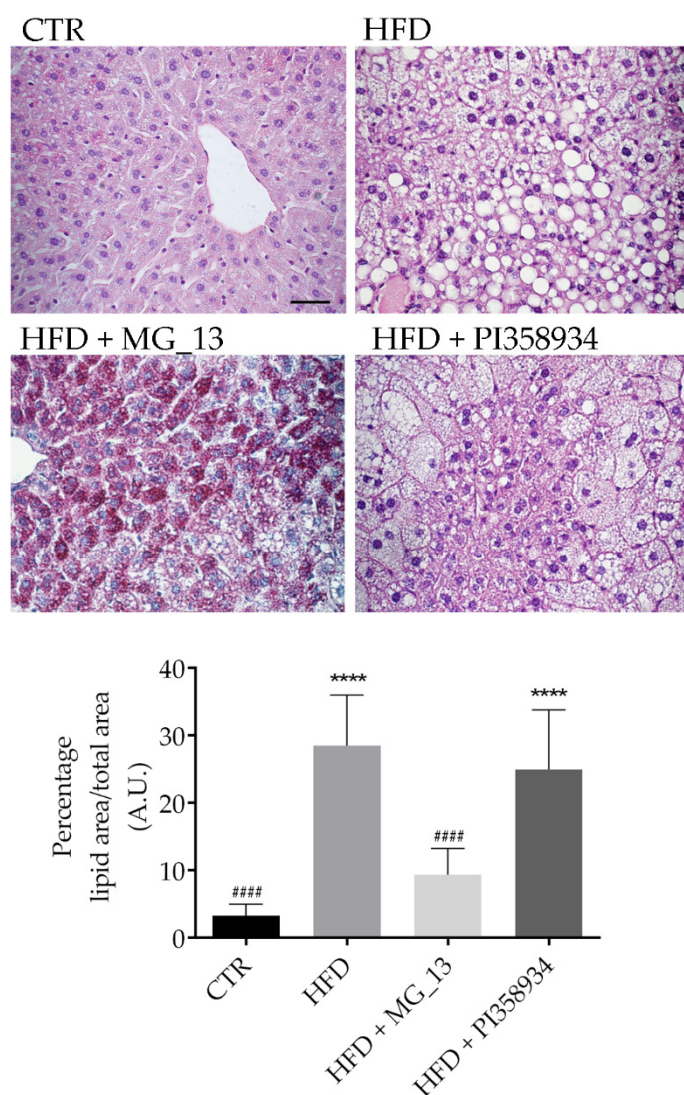 CTR
HFD
HFD + MG_13
HFD + PI358934
Percentage
lipid area/total area
(A.U.)
40
30
20
10
0
####
****
####
****
CTR
HFD
HFD + MG_13
HFD + PI358934